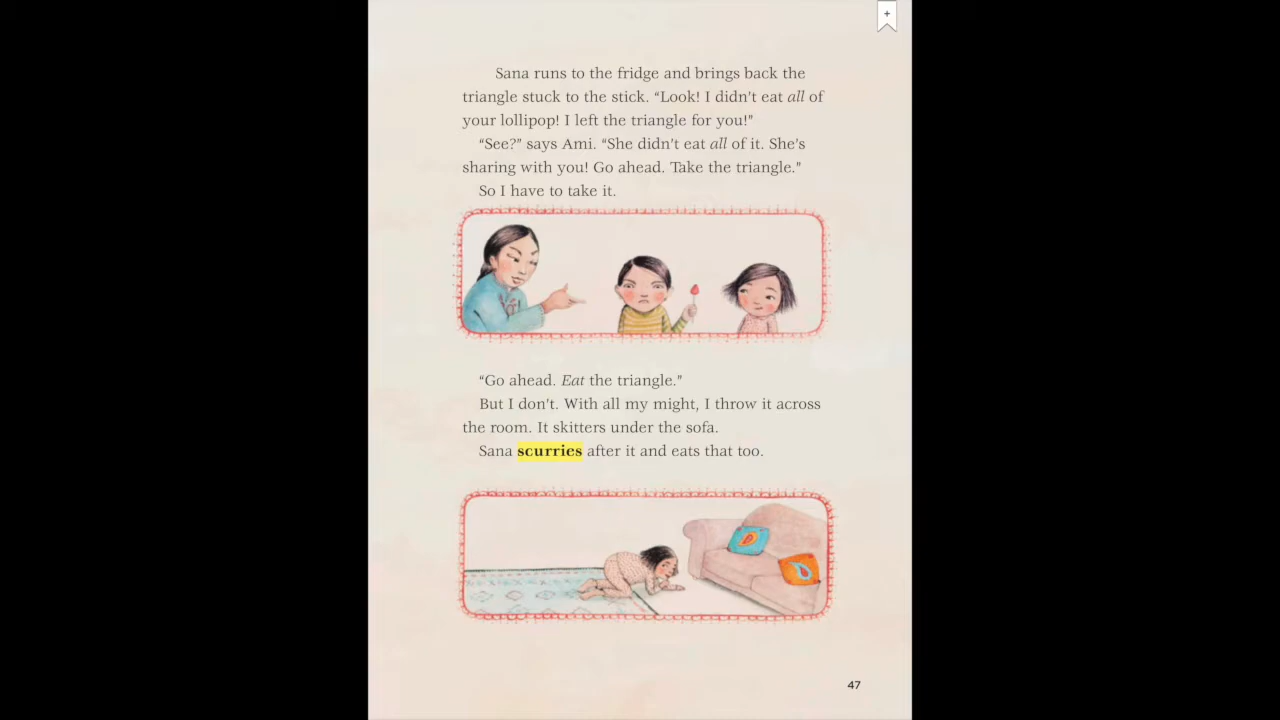 +
Sana runs to the fridge and brings back the
triangle stuck to the stick. “Look! I didn’t eat all of
your lollipop! I left the triangle for you!”
“See?” says Ami. “She didn’t eat all of it. She’s
sharing with you! Go ahead. Take the triangle.”
So I have to take it.
“Go ahead. Eat the triangle.”
But I don’t. With all my might, I throw it across
the room. It skitters under the sofa.
Sana scurries after it and eats that too.
47